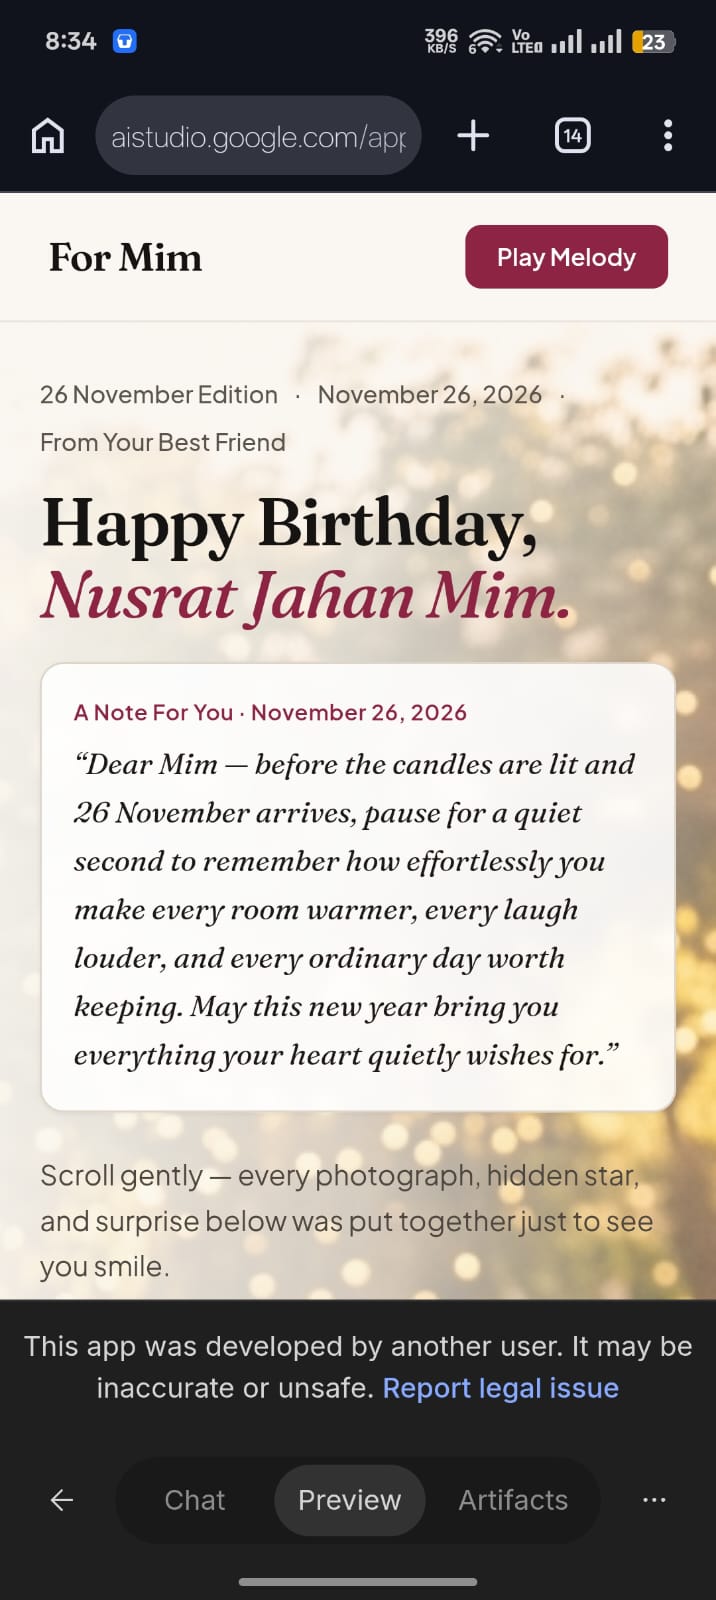 8:34
396 KB/S 6 Vo LTE 23
aistudio.google.com/app
14
For Mim
Play Melody
26 November Edition · November 26, 2026 ·
From Your Best Friend
Happy Birthday,
Nusrat Jahan Mim.
A Note For You · November 26, 2026
“Dear Mim — before the candles are lit and
26 November arrives, pause for a quiet
second to remember how effortlessly you
make every room warmer, every laugh
louder, and every ordinary day worth
keeping. May this new year bring you
everything your heart quietly wishes for.”
Scroll gently — every photograph, hidden star,
and surprise below was put together just to see
you smile.
This app was developed by another user. It may be
inaccurate or unsafe. Report legal issue
Chat Preview Artifacts